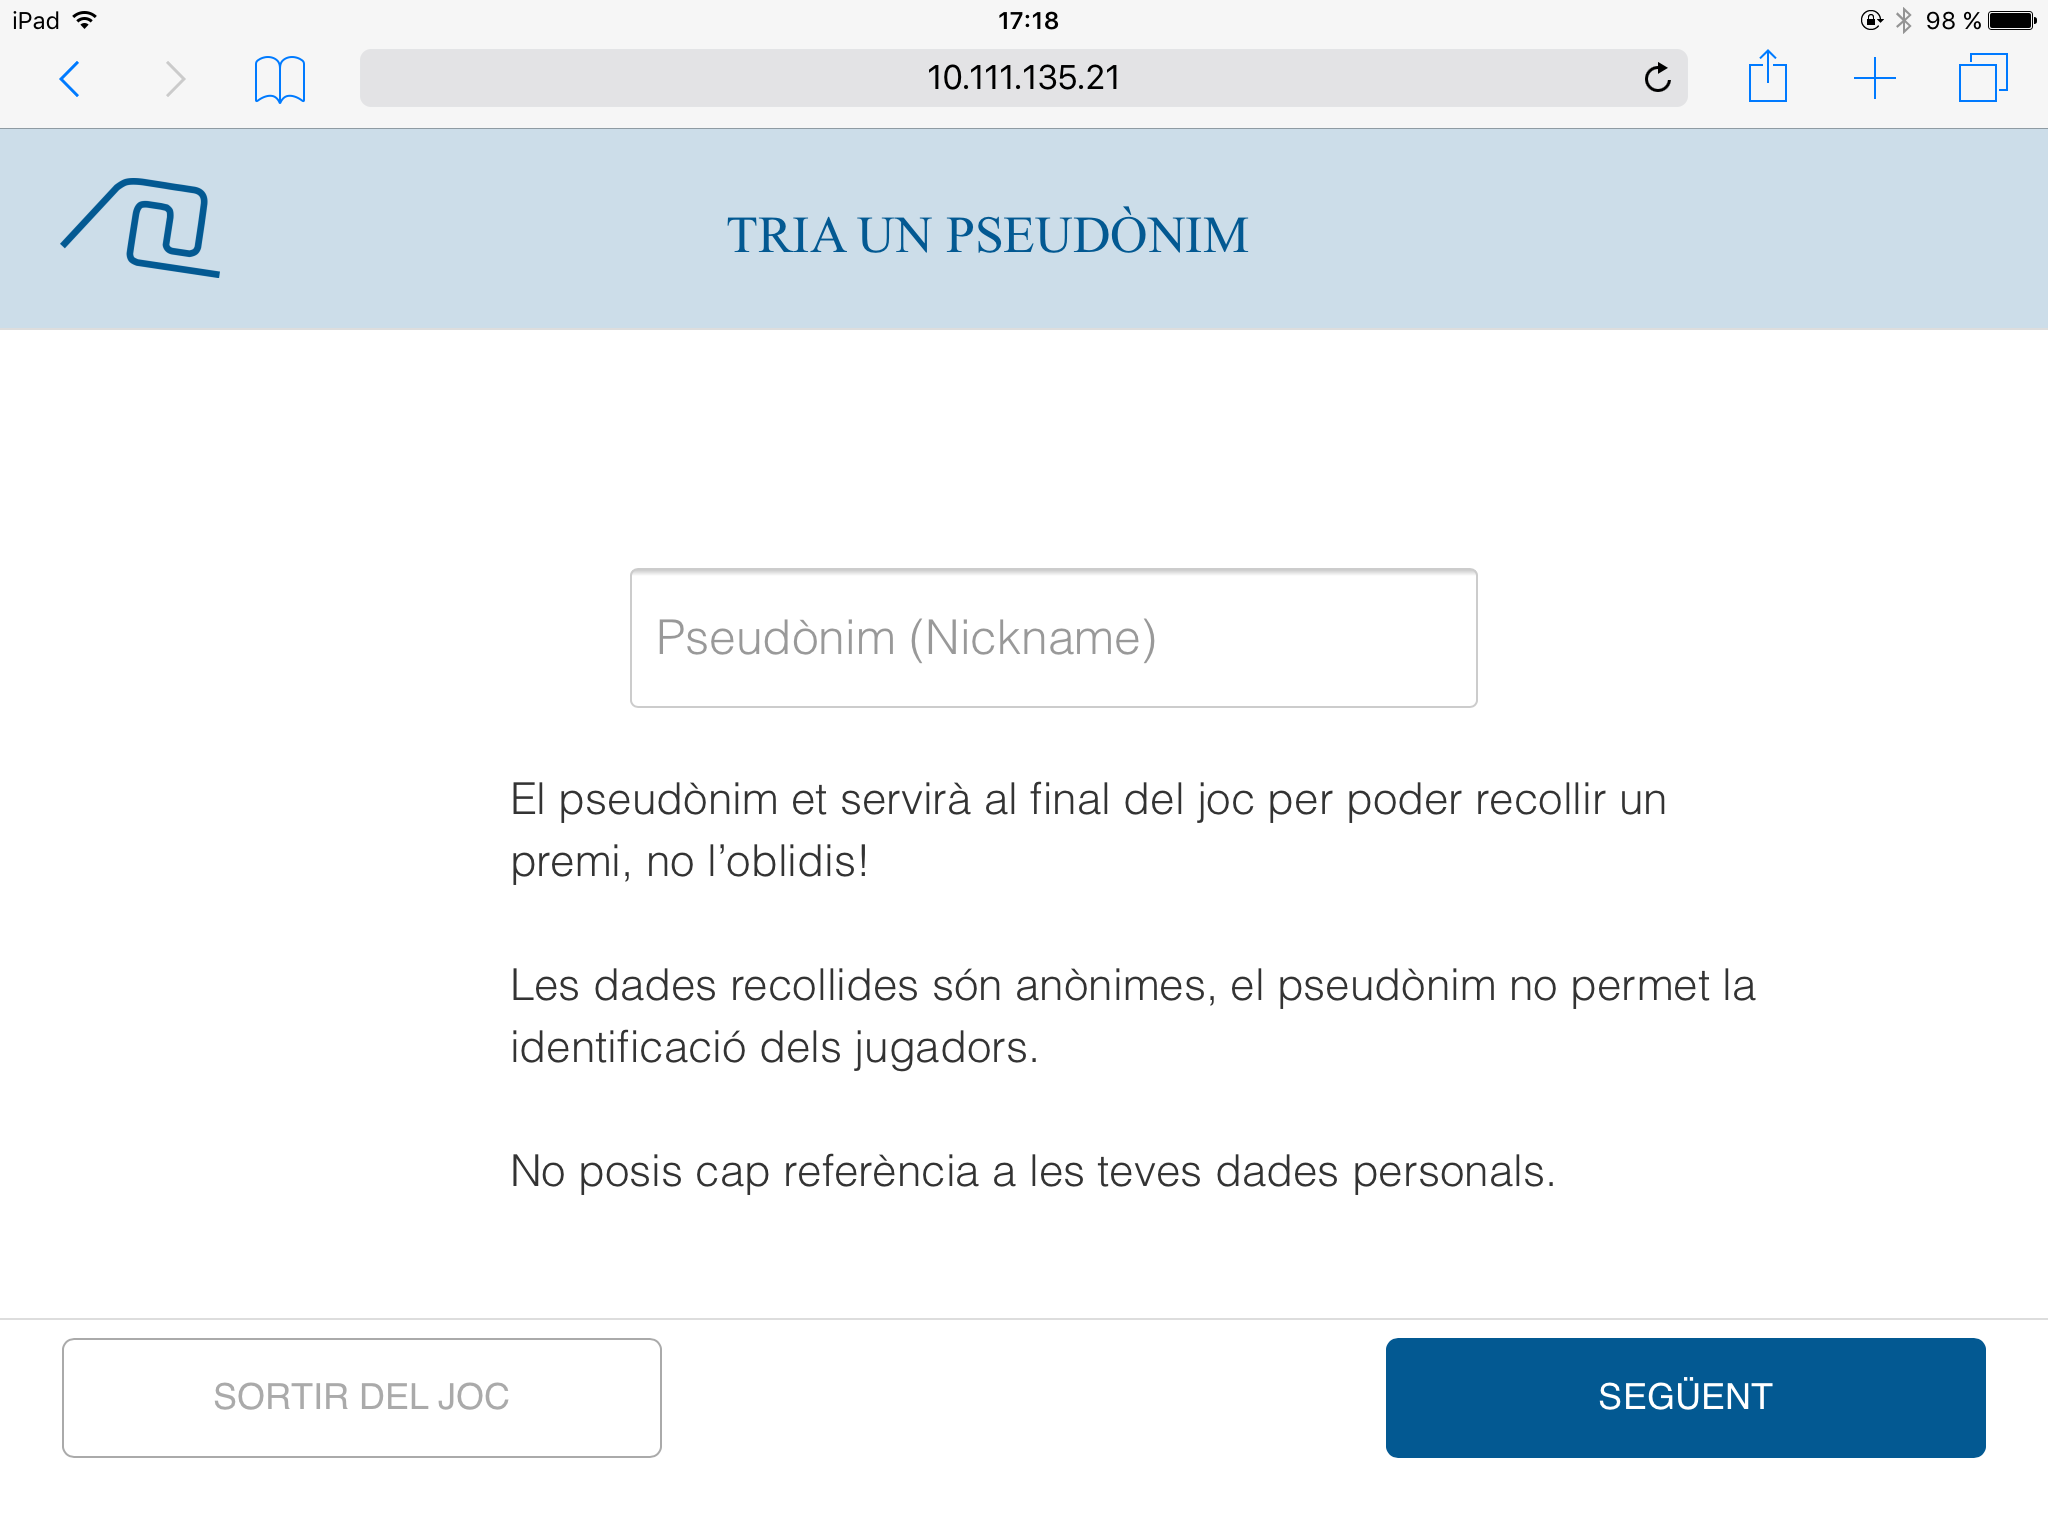 iPad
17:18
98 %
10.111.135.21
TRIA UN PSEUDÒNIM
Pseudònim (Nickname)
El pseudònim et servirà al final del joc per poder recollir un
premi, no l’oblidis!
Les dades recollides són anònimes, el pseudònim no permet la
identificació dels jugadors.
No posis cap referència a les teves dades personals.
SORTIR DEL JOC
SEGÜENT